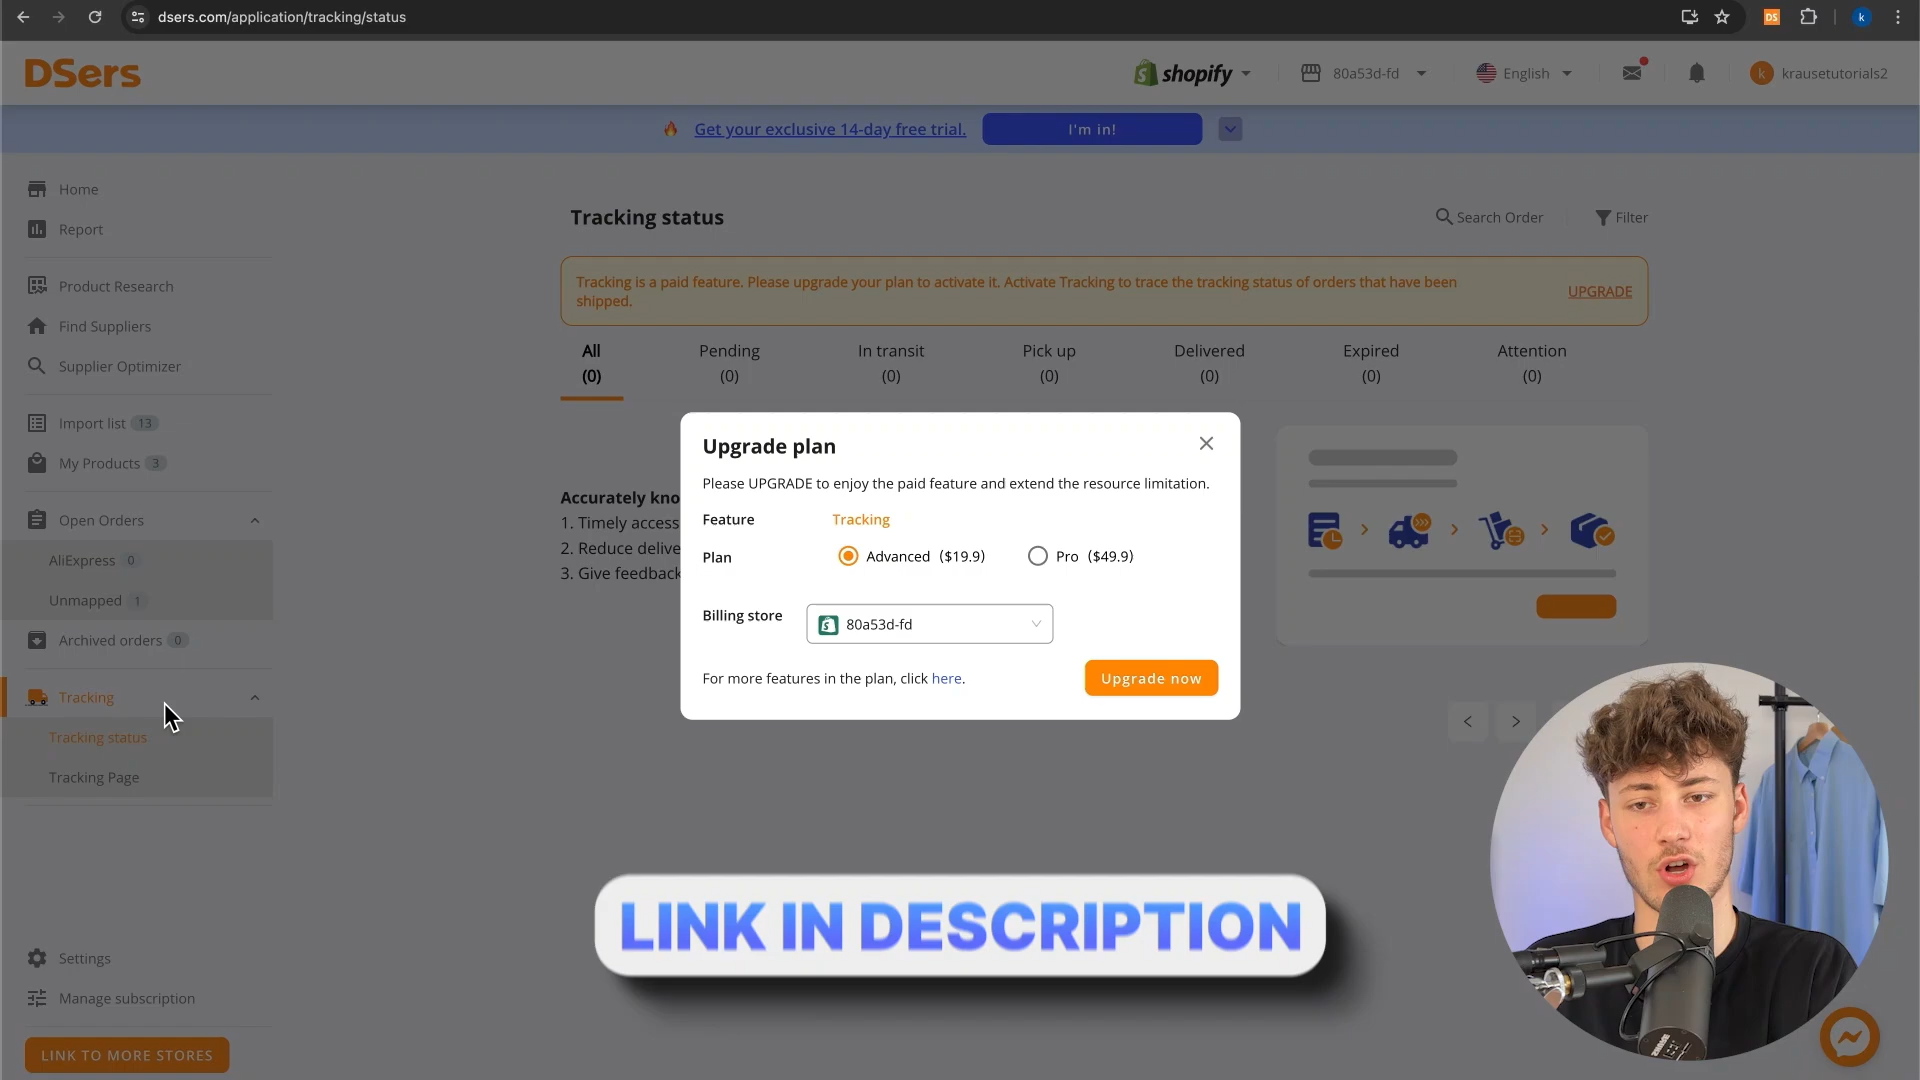 dsers.com/application/tracking/status
DS
k
DSers
shopify
80a53d-fd
English
k
krausetutorials2
Get your exclusive 14-day free trial.
I'm in!
Home
Report
Product Research
Find Suppliers
Supplier Optimizer
Import list 13
My Products 3
Open Orders
AliExpress 0
Unmapped 1
Archived orders 0
Tracking
Tracking status
Tracking Page
Settings
Manage subscription
LINK TO MORE STORES
Tracking status
Search Order
Filter
Tracking is a paid feature. Please upgrade your plan to activate it. Activate Tracking to trace the tracking status of orders that have been
shipped.
UPGRADE
All
(0)
Pending
(0)
In transit
(0)
Pick up
(0)
Delivered
(0)
Expired
(0)
Attention
(0)
Accurately kno
1. Timely access
2. Reduce delive
3. Give feedback
Upgrade plan
Please UPGRADE to enjoy the paid feature and extend the resource limitation.
Feature Tracking
Plan Advanced ($19.9) Pro ($49.9)
Billing store 80a53d-fd
For more features in the plan, click here.
Upgrade now
LINK IN DESCRIPTION